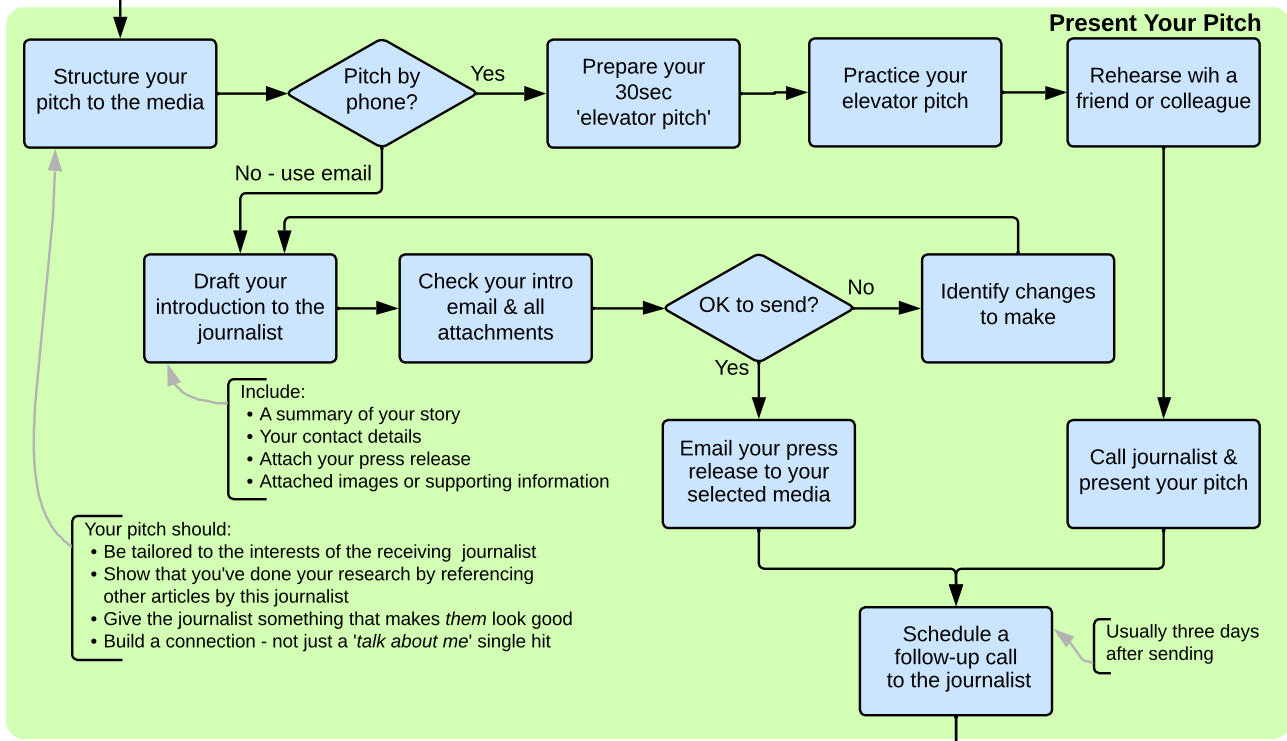 Present Your Pitch
Structure your
pitch to the media
Pitch by
phone?
Yes
Prepare your
30sec
'elevator pitch'
Practice your
elevator pitch
Rehearse wih a
friend or colleague
No - use email
Draft your
introduction to the
journalist
Check your intro
email & all
attachments
OK to send?
No
Identify changes
to make
Yes
Include:
• A summary of your story
• Your contact details
• Attach your press release
• Attached images or supporting information
Email your press
release to your
selected media
Call journalist &
present your pitch
Your pitch should:
• Be tailored to the interests of the receiving  journalist
• Show that you've done your research by referencing
other articles by this journalist
• Give the journalist something that makes them look good
• Build a connection - not just a 'talk about me' single hit
Schedule a
follow-up call
to the journalist
Usually three days
after sending